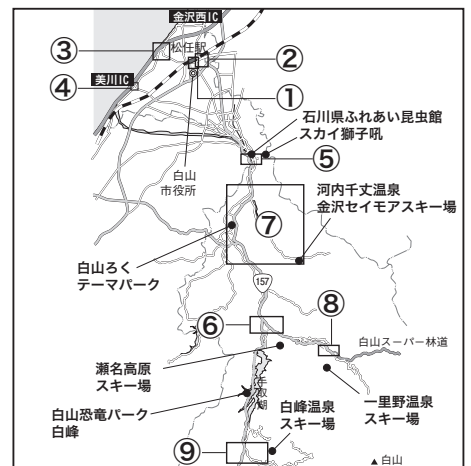 金沢西IC
③
松任駅
②
④
美川IC
①
石川県ふれあい昆虫館
スカイ獅子吼
⑤
白山
市役所
河内千丈温泉
金沢セイモアスキー場
⑦
白山ろく
テーマパーク
157
⑥
⑧
白山スーパー林道
瀬名高原
スキー場
手取湖
一里野温泉
スキー場
白山恐竜パーク
白峰
白峰温泉
スキー場
⑨
▲白山